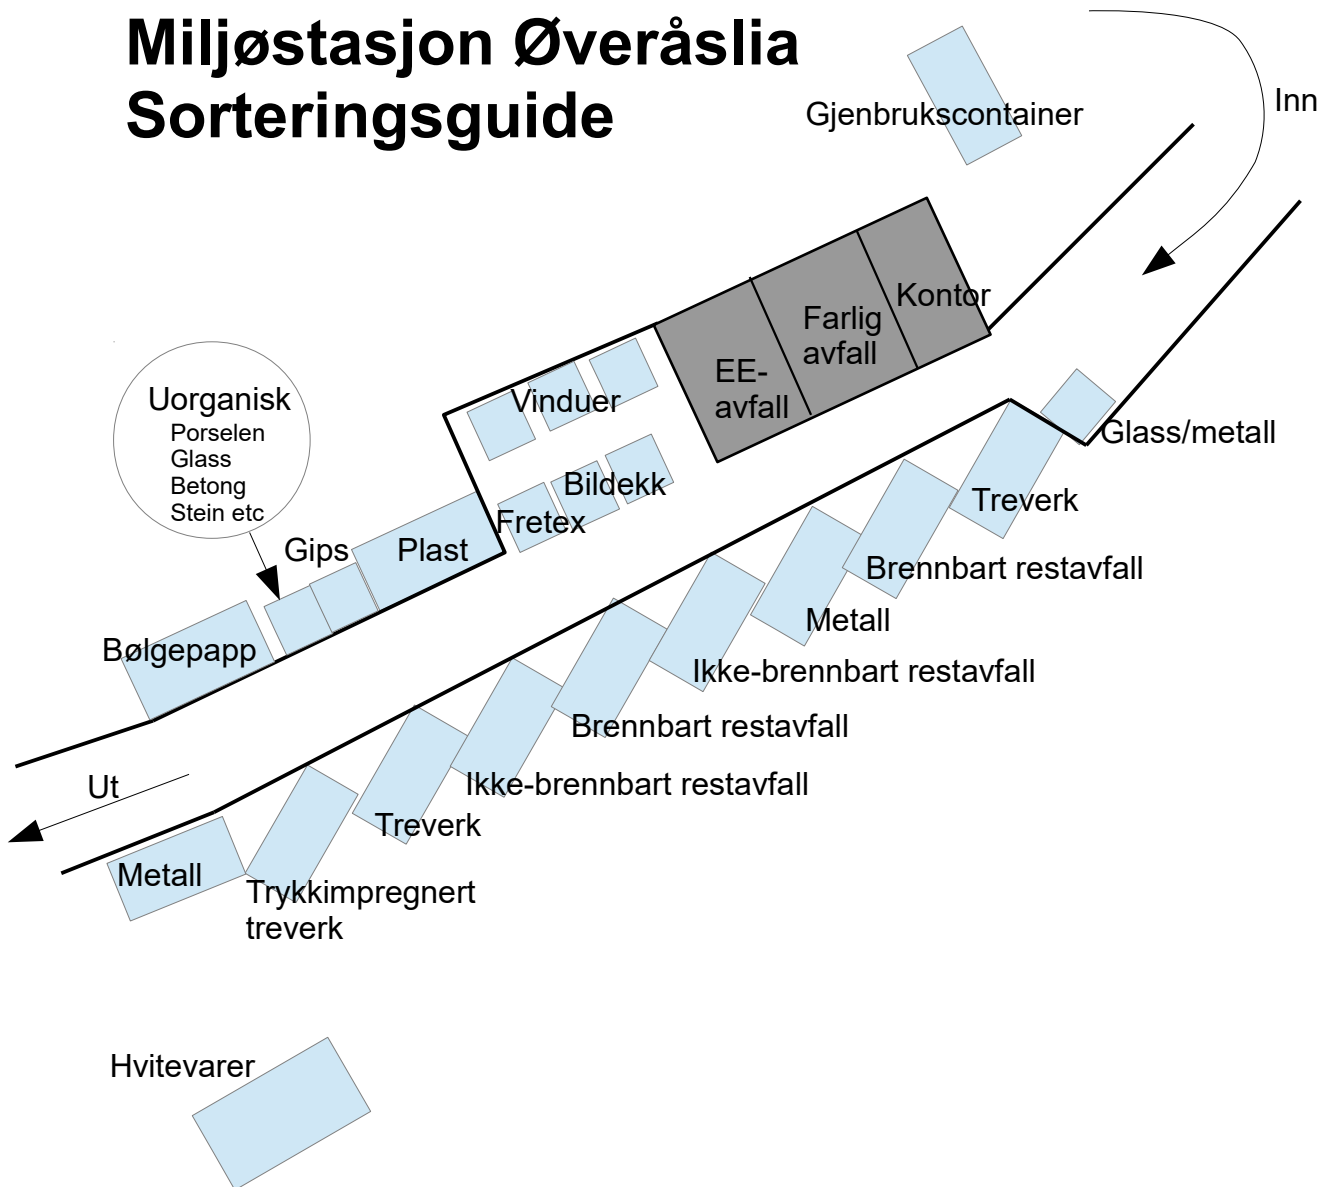 Miljøstasjon Øveråslia
Sorteringsguide
Inn
Gjenbrukscontainer
Kontor
Farlig
avfall
EE-
avfall
Vinduer
Uorganisk
Porselen
Glass
Betong
Stein etc
Glass/metall
Bildekk
Treverk
Fretex
Gips
Plast
Brennbart restavfall
Metall
Bølgepapp
Ikke-brennbart restavfall
Brennbart restavfall
Ut
Ikke-brennbart restavfall
Treverk
Metall
Trykkimpregnert
treverk
Hvitevarer